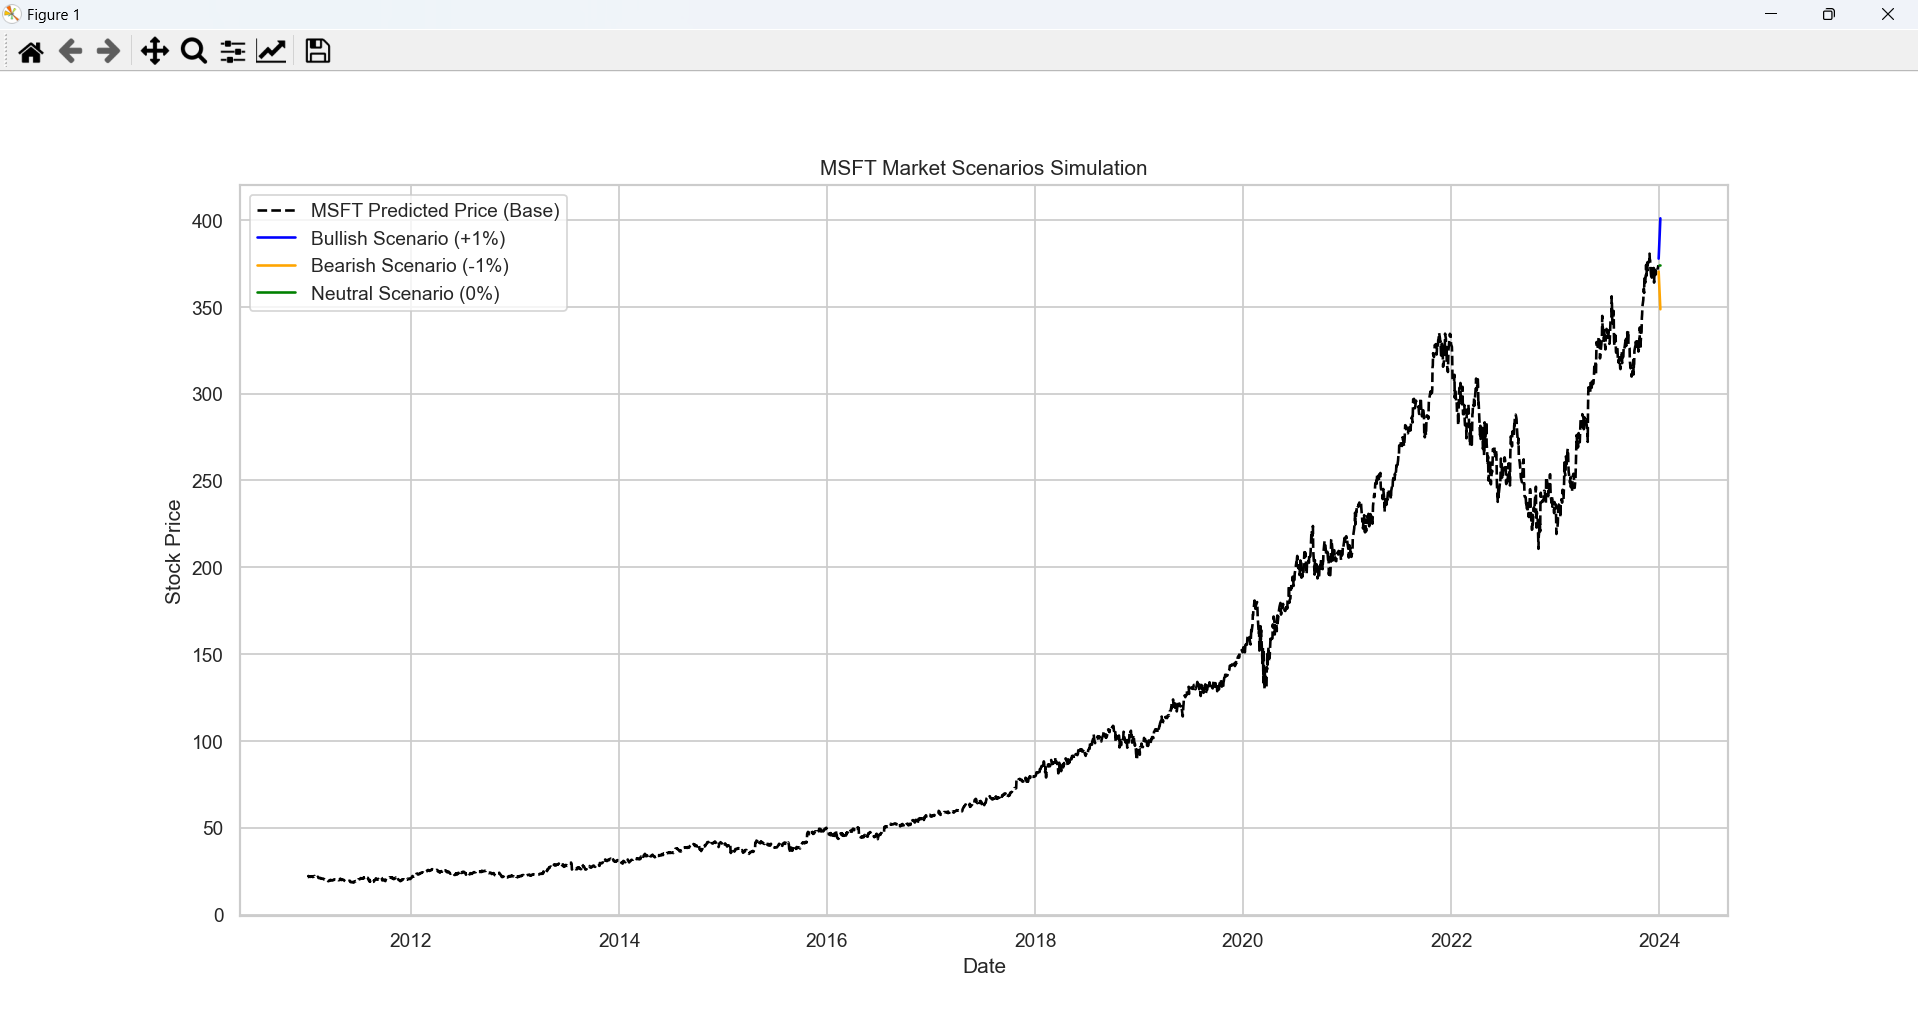 Figure 1
MSFT Market Scenarios Simulation
MSFT Predicted Price (Base)
Bullish Scenario (+1%)
Bearish Scenario (-1%)
Neutral Scenario (0%)
400
350
300
250
200
150
100
50
0
Stock Price
2012 2014 2016 2018 2020 2022 2024
Date